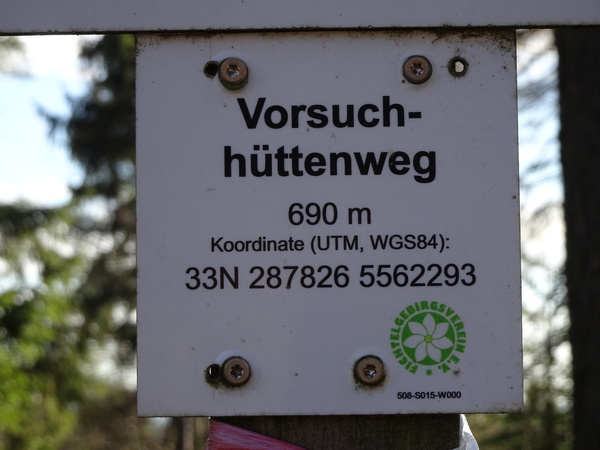 Vorsuch-
hüttenweg
690 m
Koordinate (UTM, WGS84):
33N 287826 5562293
FICHTELGEBIRGSVEREIN E.V.
508-S015-W000